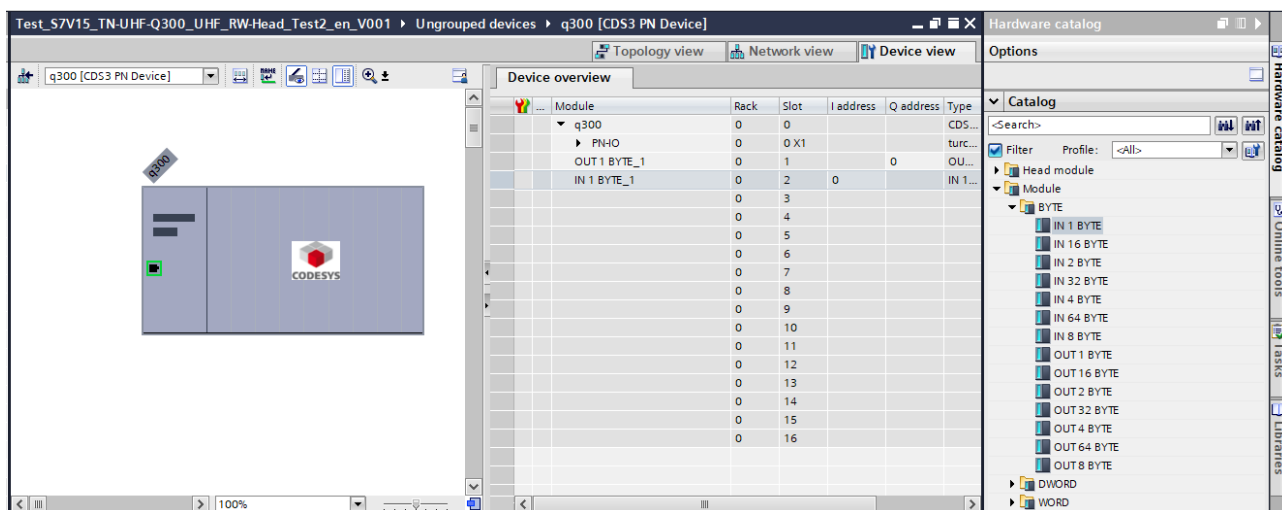 Test_S7V15_TN-UHF-Q300_UHF_RW-Head_Test2_en_V001 ▸ Ungrouped devices ▸ q300 [CDS3 PN Device]
Hardware catalog
Topology view
Network view
Device view
Options
q300 [CDS3 PN Device]
Device overview
Catalog
... Module Rack Slot I address Q address Type
q300 0 0 CDS...
PN-IO 0 0 X1 turc...
OUT 1 BYTE_1 0 1 0 OU...
IN 1 BYTE_1 0 2 0 IN 1...
0 3
0 4
0 5
0 6
0 7
0 8
0 9
0 10
0 11
0 12
0 13
0 14
0 15
0 16
q300
CODESYS
100%
<Search>
Filter Profile: <All>
Head module
Module
BYTE
IN 1 BYTE
IN 16 BYTE
IN 2 BYTE
IN 32 BYTE
IN 4 BYTE
IN 64 BYTE
IN 8 BYTE
OUT 1 BYTE
OUT 16 BYTE
OUT 2 BYTE
OUT 32 BYTE
OUT 4 BYTE
OUT 64 BYTE
OUT 8 BYTE
DWORD
WORD
Hardware catalog
Online tools
Tasks
Libraries